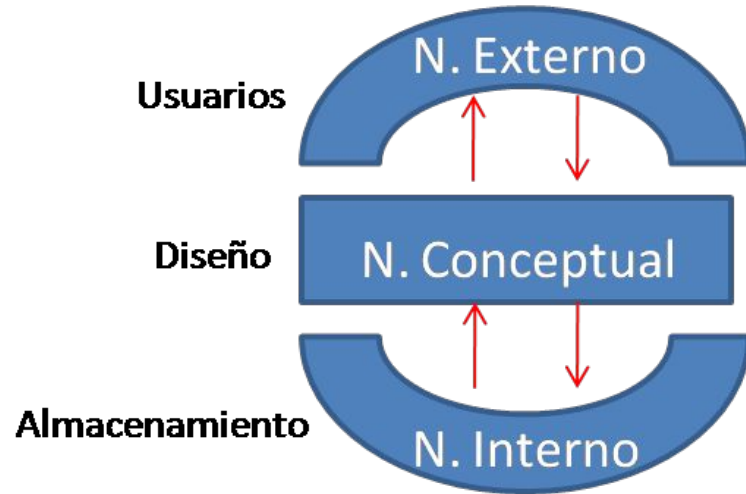 N. Externo
Usuarios
Diseño
N. Conceptual
Almacenamiento
N. Interno